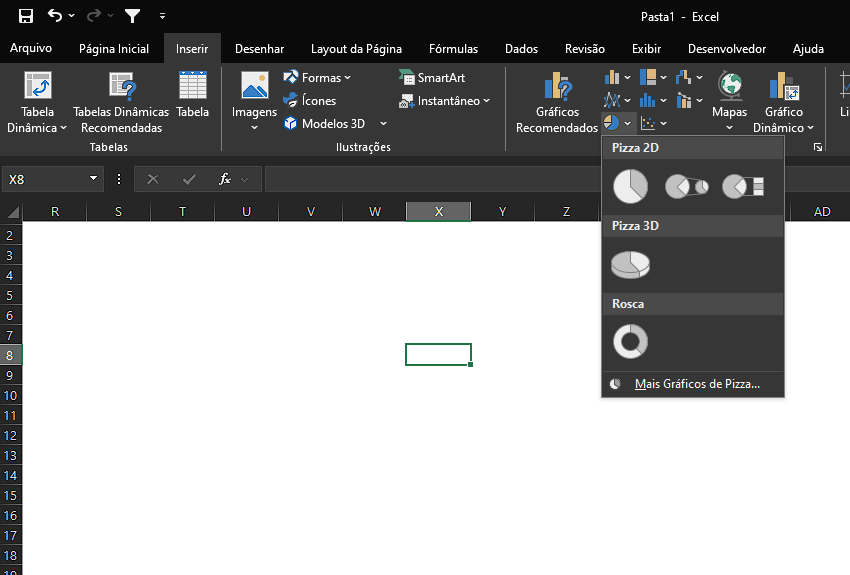 Pasta1 - Excel
Arquivo Página Inicial Inserir Desenhar Layout da Página Fórmulas Dados Revisão Exibir Desenvolvedor Ajuda
Tabela Dinâmica
Tabelas Dinâmicas Recomendadas
Tabela
Tabelas
Imagens
Formas
Ícones
Modelos 3D
SmartArt
Instantâneo
Ilustrações
Gráficos Recomendados
Mapas
Gráfico Dinâmico
Li
X8
fx
Pizza 2D
Pizza 3D
Rosca
Mais Gráficos de Pizza...
R S T U V W X Y Z AD
2
3
4
5
6
7
8
9
10
11
12
13
14
15
16
17
18
19